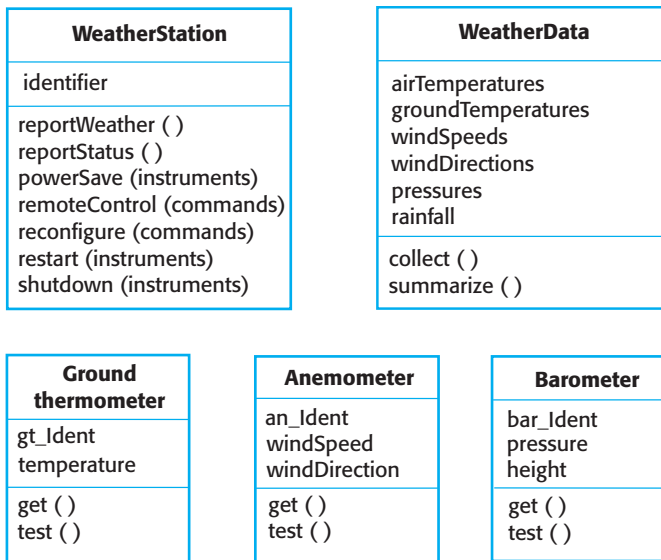 WeatherStation
identifier
reportWeather ( )
reportStatus ( )
powerSave (instruments)
remoteControl (commands)
reconfigure (commands)
restart (instruments)
shutdown (instruments)
WeatherData
airTemperatures
groundTemperatures
windSpeeds
windDirections
pressures
rainfall
collect ( )
summarize ( )
Ground
thermometer
gt_Ident
temperature
get ( )
test ( )
Anemometer
an_Ident
windSpeed
windDirection
get ( )
test ( )
Barometer
bar_Ident
pressure
height
get ( )
test ( )